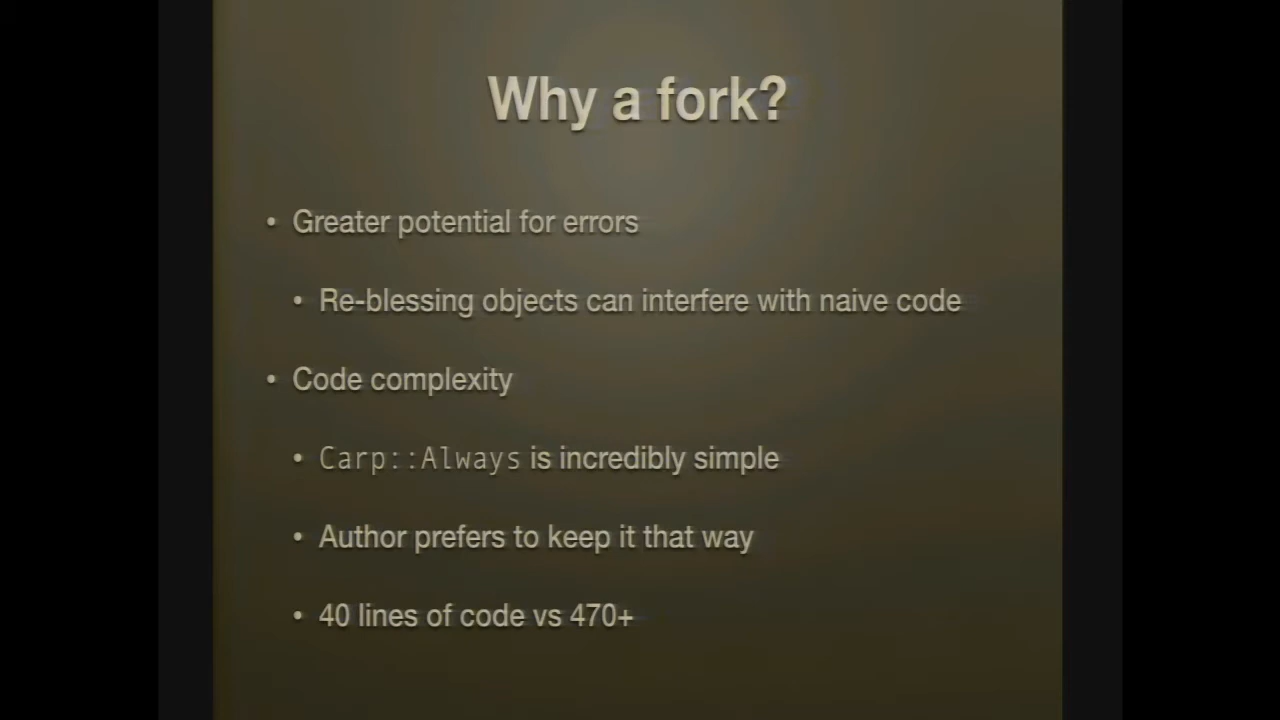 Why a fork?
• Greater potential for errors
• Re-blessing objects can interfere with naive code
• Code complexity
• Carp::Always is incredibly simple
• Author prefers to keep it that way
• 40 lines of code vs 470+